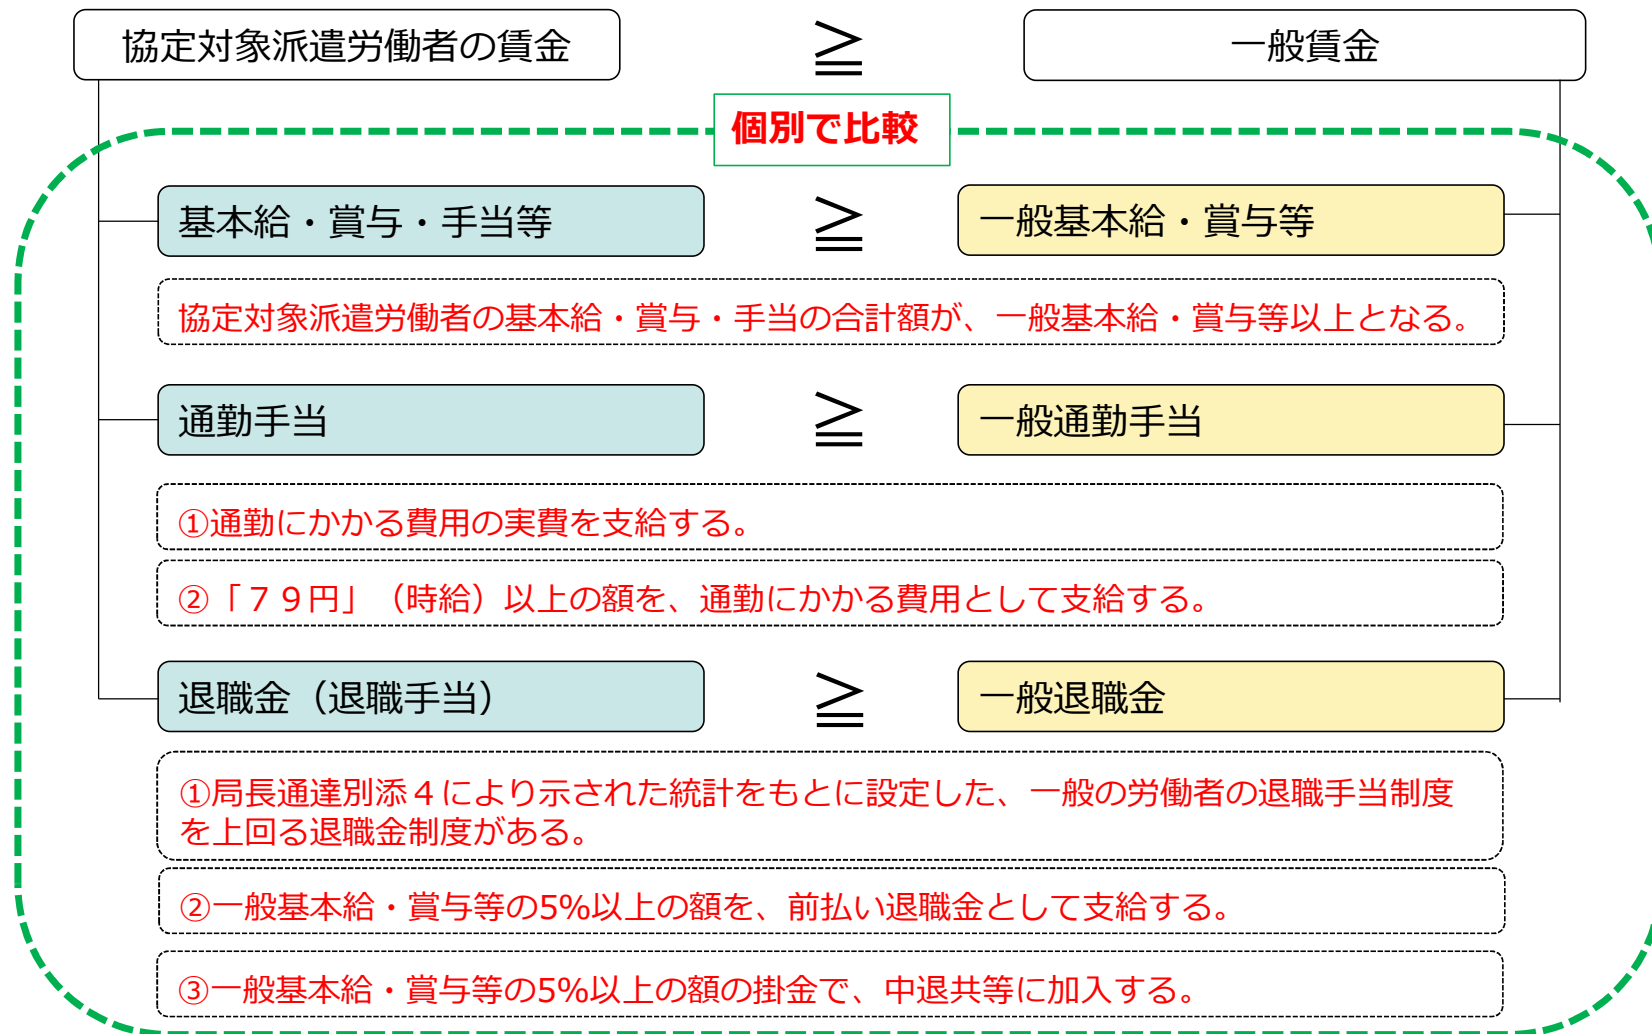 協定対象派遣労働者の賃金 ≧ 一般賃金
個別で比較
基本給・賞与・手当等 ≧ 一般基本給・賞与等
協定対象派遣労働者の基本給・賞与・手当の合計額が、一般基本給・賞与等以上となる。
通勤手当 ≧ 一般通勤手当
①通勤にかかる費用の実費を支給する。
②「７９円」（時給）以上の額を、通勤にかかる費用として支給する。
退職金（退職手当） ≧ 一般退職金
①局長通達別添４により示された統計をもとに設定した、一般の労働者の退職手当制度
を上回る退職金制度がある。
②一般基本給・賞与等の5%以上の額を、前払い退職金として支給する。
③一般基本給・賞与等の5%以上の額の掛金で、中退共等に加入する。